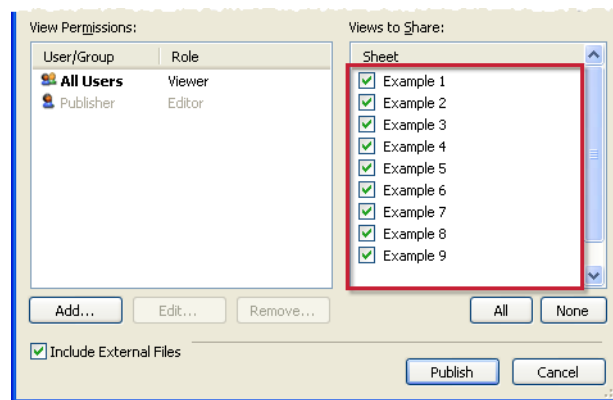 View Permissions:
User/Group Role
All Users Viewer
Publisher Editor
Add... Edit... Remove...
Views to Share:
Sheet
Example 1
Example 2
Example 3
Example 4
Example 5
Example 6
Example 7
Example 8
Example 9
All None
Include External Files
Publish Cancel